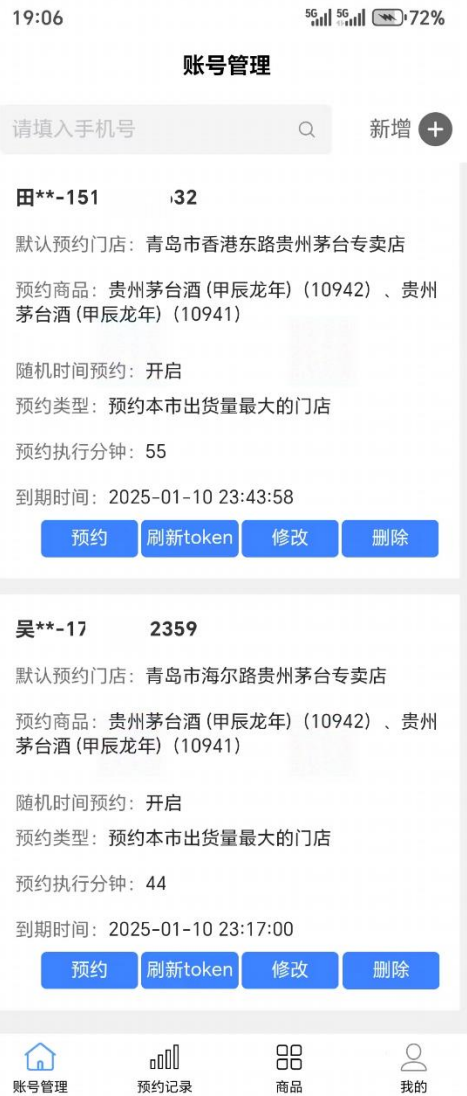 19:06
5G 5G 72%
账号管理
请填入手机号
新增
田**-151 32
默认预约门店：青岛市香港东路贵州茅台专卖店
预约商品：贵州茅台酒(甲辰龙年)（10942）、贵州
茅台酒(甲辰龙年)（10941）
随机时间预约：开启
预约类型：预约本市出货量最大的门店
预约执行分钟：55
到期时间：2025-01-10 23:43:58
预约 刷新token 修改 删除
吴**-17 2359
默认预约门店：青岛市海尔路贵州茅台专卖店
预约商品：贵州茅台酒(甲辰龙年)（10942）、贵州
茅台酒(甲辰龙年)（10941）
随机时间预约：开启
预约类型：预约本市出货量最大的门店
预约执行分钟：44
到期时间：2025-01-10 23:17:00
预约 刷新token 修改 删除
账号管理 预约记录 商品 我的